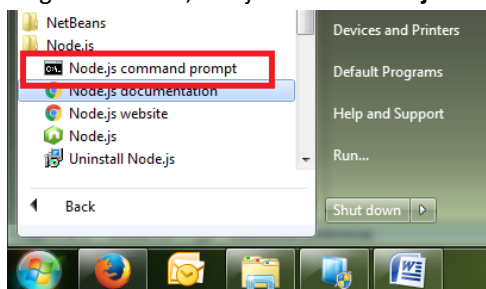 NetBeans
Node.js
Node.js command prompt
Node.js documentation
Node.js website
Node.js
Uninstall Node.js
Back
Devices and Printers
Default Programs
Help and Support
Run...
Shut down